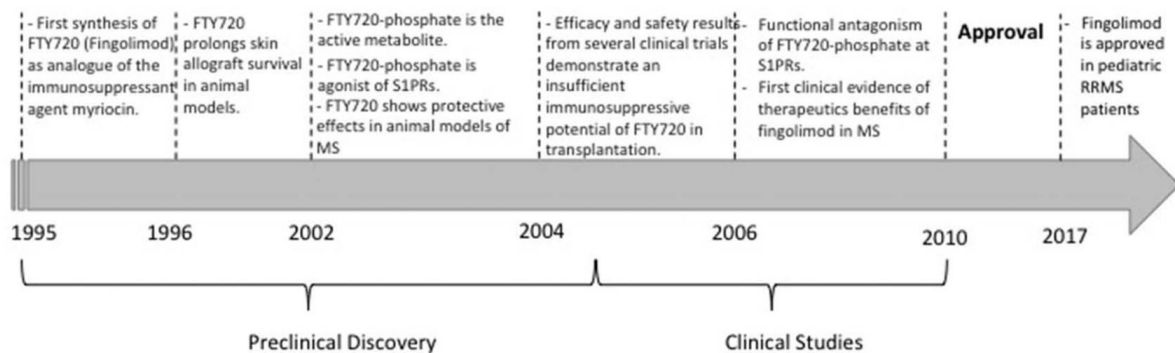 - First synthesis of
FTY720 (Fingolimod)
as analogue of the
immunosuppressant
agent myriocin.
- FTY720
prolongs skin
allograft survival
in animal
models.
- FTY720-phosphate is the
active metabolite.
- FTY720-phosphate is
agonist of S1PRs.
- FTY720 shows protective
effects in animal models of
MS
- Efficacy and safety results
from several clinical trials
demonstrate an
insufficient
immunosuppressive
potential of FTY720 in
transplantation.
- Functional antagonism
of FTY720-phosphate at
S1PRs.
- First clinical evidence of
therapeutics benefits of
fingolimod in MS
Approval
- Fingolimod
is approved
in pediatric
RRMS
patients
1995
1996
2002
2004
2006
2010
2017
Preclinical Discovery
Clinical Studies